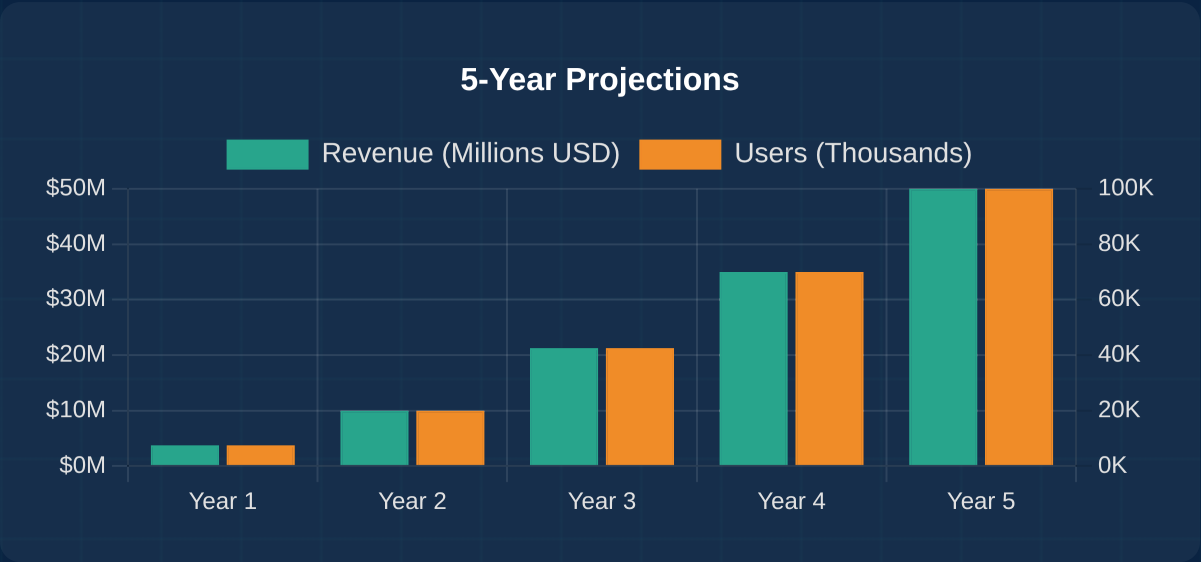 5-Year Projections
Revenue (Millions USD) Users (Thousands)
$50M 100K
$40M 80K
$30M 60K
$20M 40K
$10M 20K
$0M 0K
Year 1 Year 2 Year 3 Year 4 Year 5